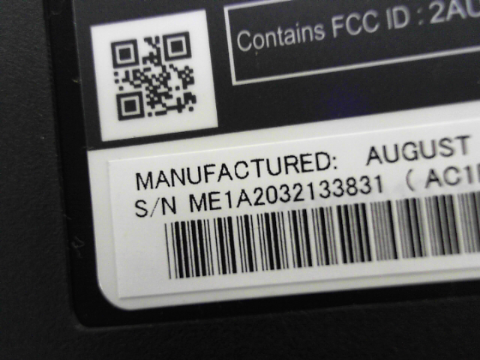 Contains FCC ID : 2AU
MANUFACTURED: AUGUST
S/N ME1A2032133831 ( AC1